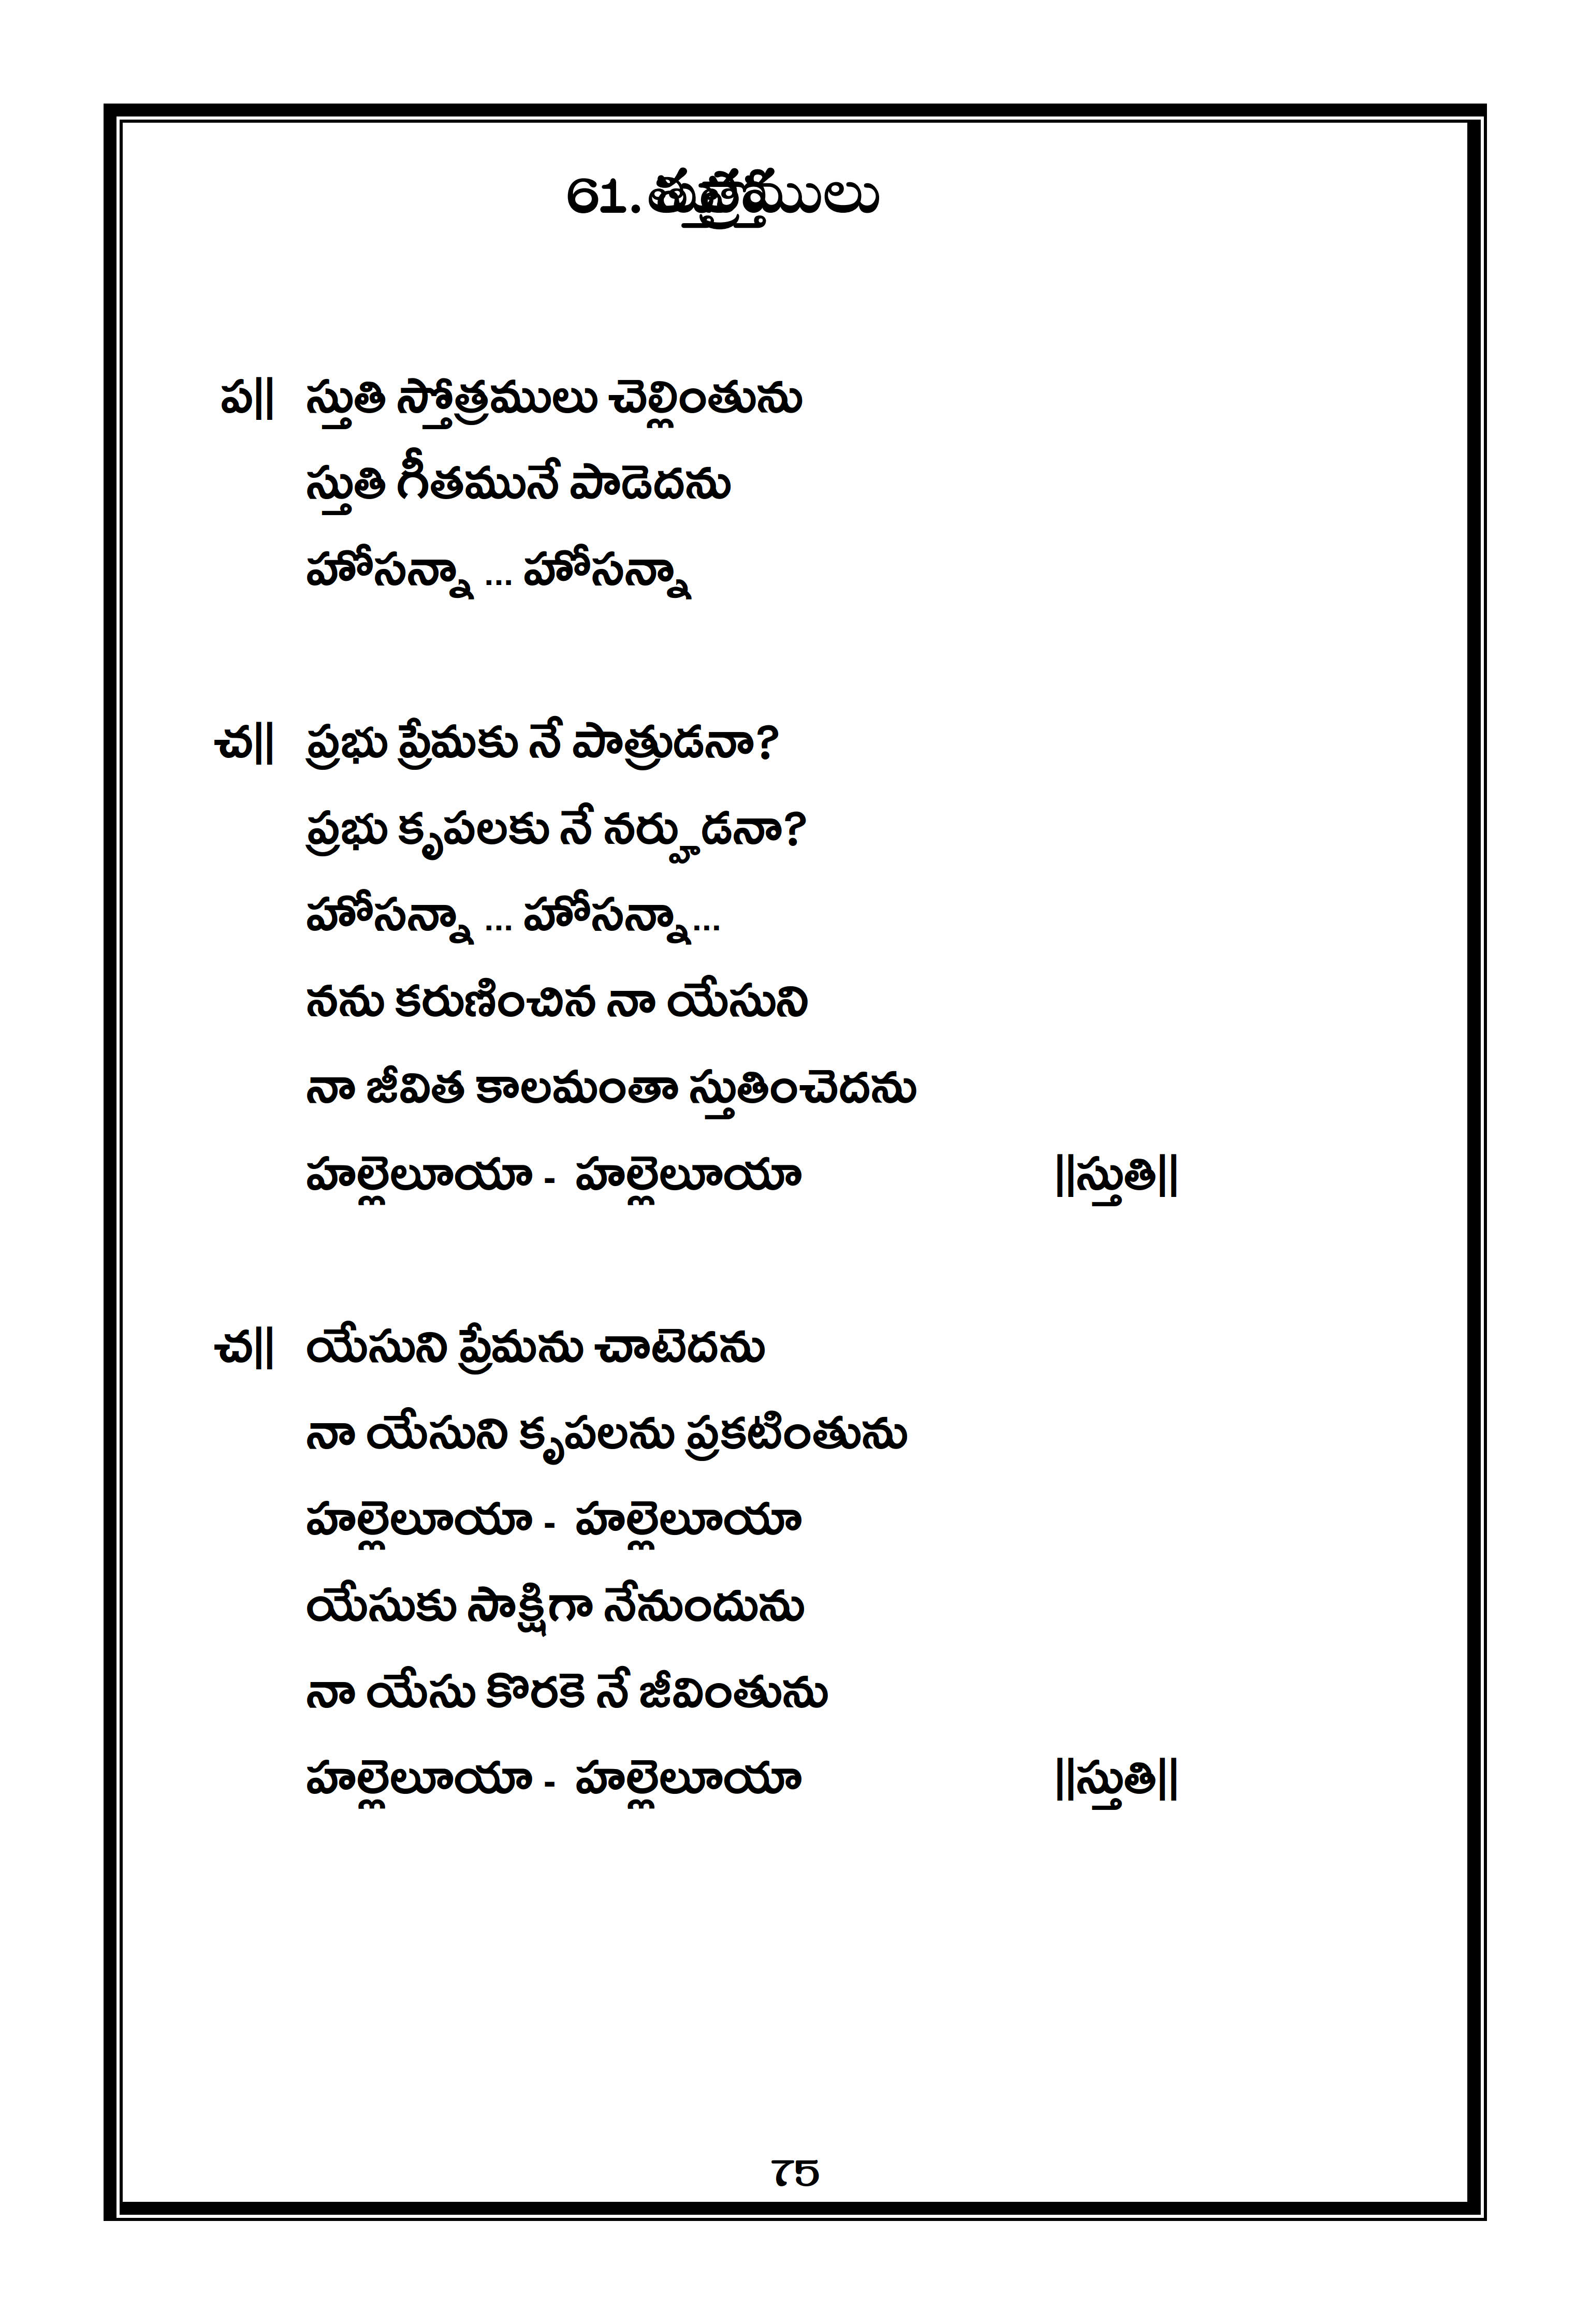 61. స్తుతి స్తోత్రములు
ప|| స్తుతి స్తోత్రములు చెల్లింతును
స్తుతి గీతమునే పాడెదను
హోసన్నా ... హోసన్నా
చ|| ప్రభు ప్రేమకు నే పాత్రుడనా?
ప్రభు కృపలకు నే నర్హుడనా?
హోసన్నా ... హోసన్నా...
నను కరుణించిన నా యేసుని
నా జీవిత కాలమంతా స్తుతించెదను
హల్లెలూయా - హల్లెలూయా ||స్తుతి||
చ|| యేసుని ప్రేమను చాటెదను
నా యేసుని కృపలను ప్రకటింతును
హల్లెలూయా - హల్లెలూయా
యేసుకు సాక్షిగా నేనుందును
నా యేసు కొరకె నే జీవింతును
హల్లెలూయా - హల్లెలూయా ||స్తుతి||
75